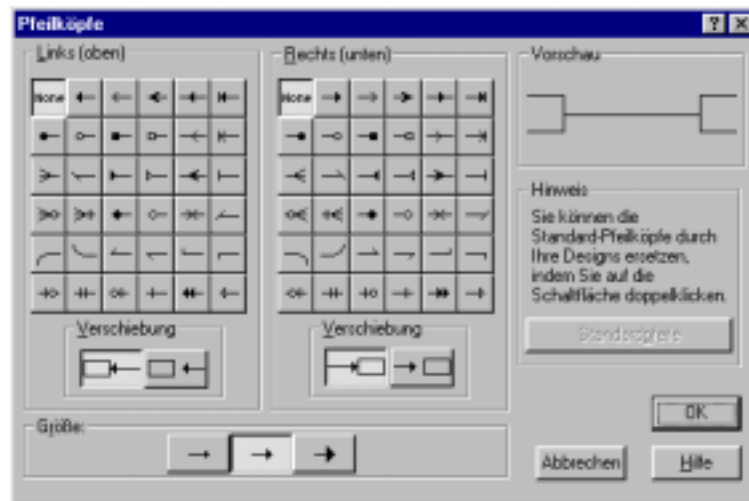 Pfeilköpfe
Links (oben)
Rechts (unten)
Vorschau
None
None
Hinweis
Sie können die
Standard-Pfeilköpfe durch
Ihre Designs ersetzen,
indem Sie auf die
Schaltfläche doppelklicken.
Standardpfeile
Verschiebung
Verschiebung
Größe:
OK
Abbrechen
Hilfe